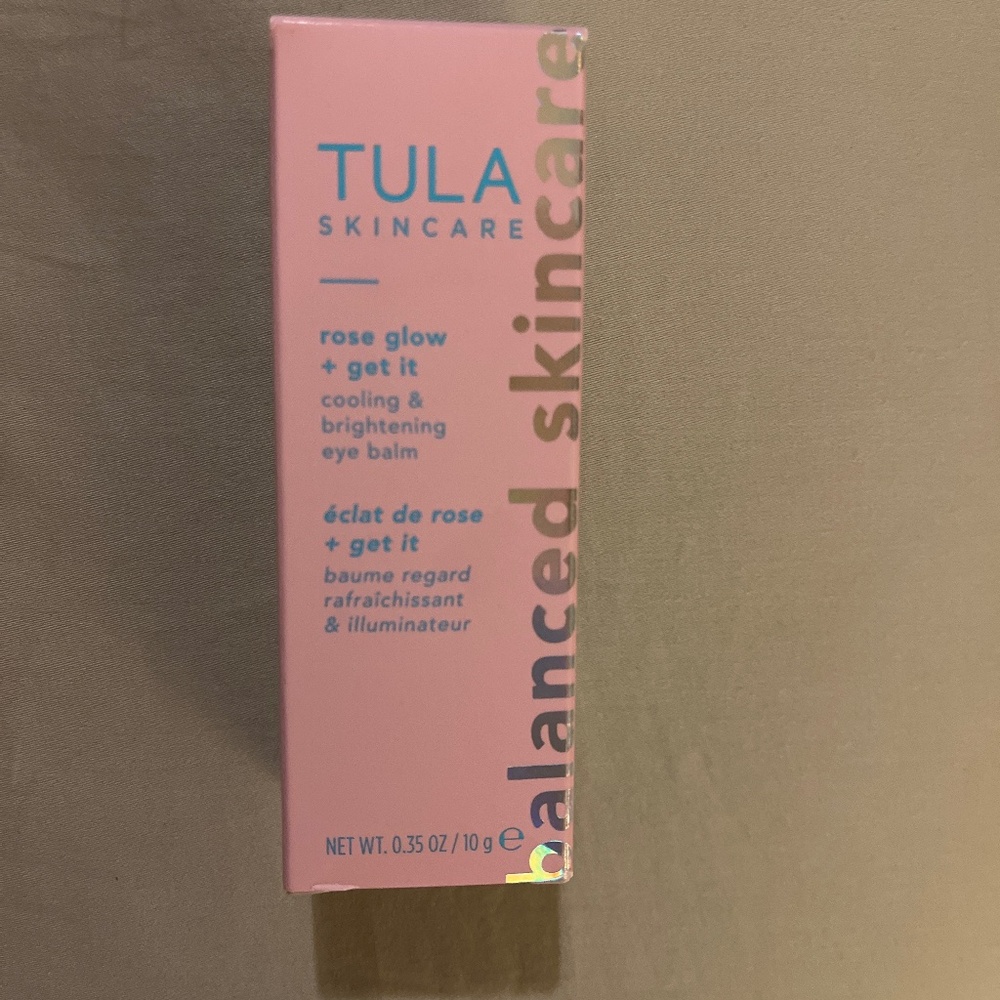 TULA
SKINCARE
rose glow
+ get it
cooling &
brightening
eye balm
éclat de rose
+ get it
baume regard
rafraîchissant
& illuminateur
NET WT. 0.35 OZ / 10 g ℮
balanced skincare